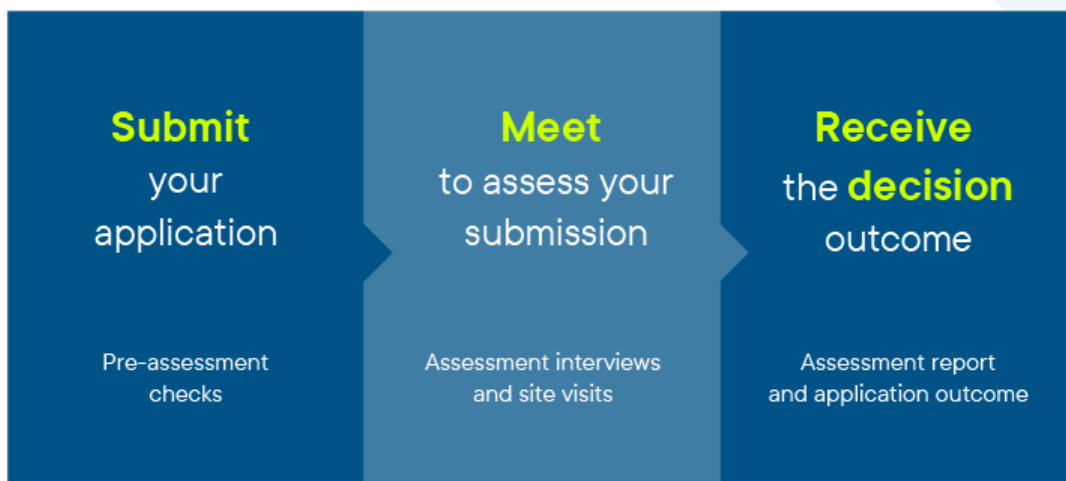 Submit
your
application
Pre-assessment
checks
Meet
to assess your
submission
Assessment interviews
and site visits
Receive
the decision
outcome
Assessment report
and application outcome